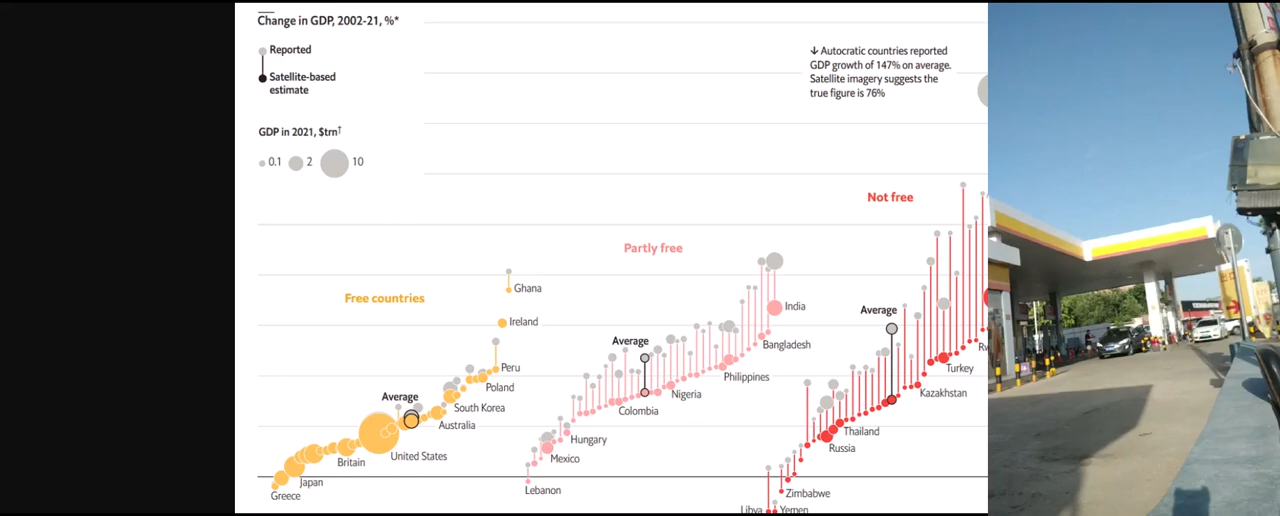 Change in GDP, 2002-21, %*
Reported
Satellite-based
estimate
GDP in 2021, $trn†
0.1
2
10
↓ Autocratic countries reported
GDP growth of 147% on average.
Satellite imagery suggests the
true figure is 76%
Not free
Partly free
Free countries
Ghana
Ireland
India
Average
Average
Bangladesh
Peru
Poland
Philippines
Turkey
Average
Nigeria
Kazakhstan
South Korea
Colombia
Australia
Thailand
Hungary
Russia
United States
Britain
Mexico
Japan
Lebanon
Greece
Zimbabwe
Libya
Yemen